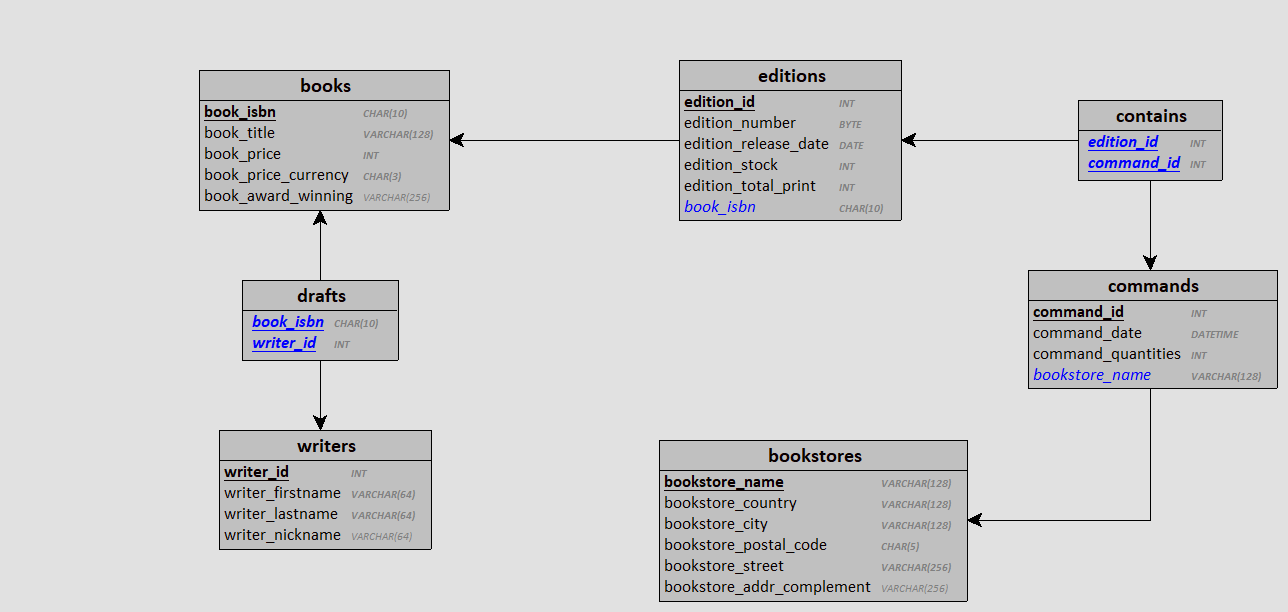 books
book_isbn CHAR(10)
book_title VARCHAR(128)
book_price INT
book_price_currency CHAR(3)
book_award_winning VARCHAR(256)
editions
edition_id INT
edition_number BYTE
edition_release_date DATE
edition_stock INT
edition_total_print INT
book_isbn CHAR(10)
contains
edition_id INT
command_id INT
drafts
book_isbn CHAR(10)
writer_id INT
commands
command_id INT
command_date DATETIME
command_quantities INT
bookstore_name VARCHAR(128)
writers
writer_id INT
writer_firstname VARCHAR(64)
writer_lastname VARCHAR(64)
writer_nickname VARCHAR(64)
bookstores
bookstore_name VARCHAR(128)
bookstore_country VARCHAR(128)
bookstore_city VARCHAR(128)
bookstore_postal_code CHAR(5)
bookstore_street VARCHAR(256)
bookstore_addr_complement VARCHAR(256)